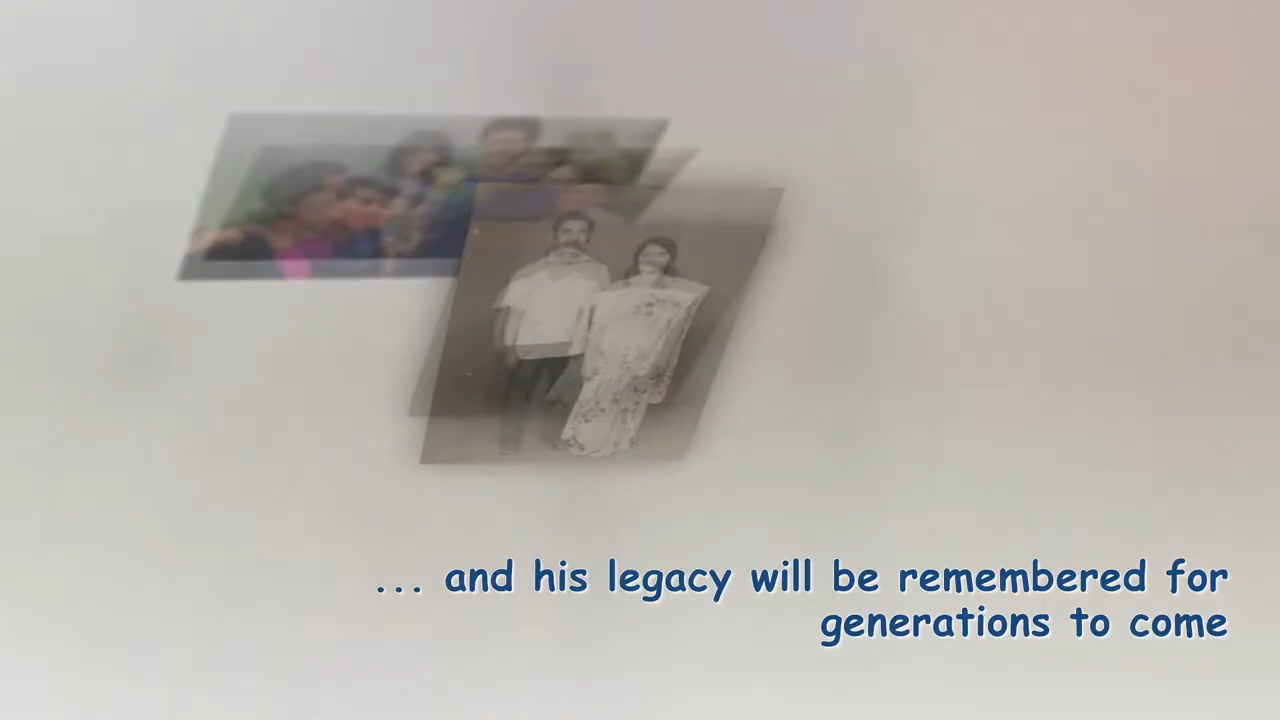 ... and his legacy will be remembered for
generations to come